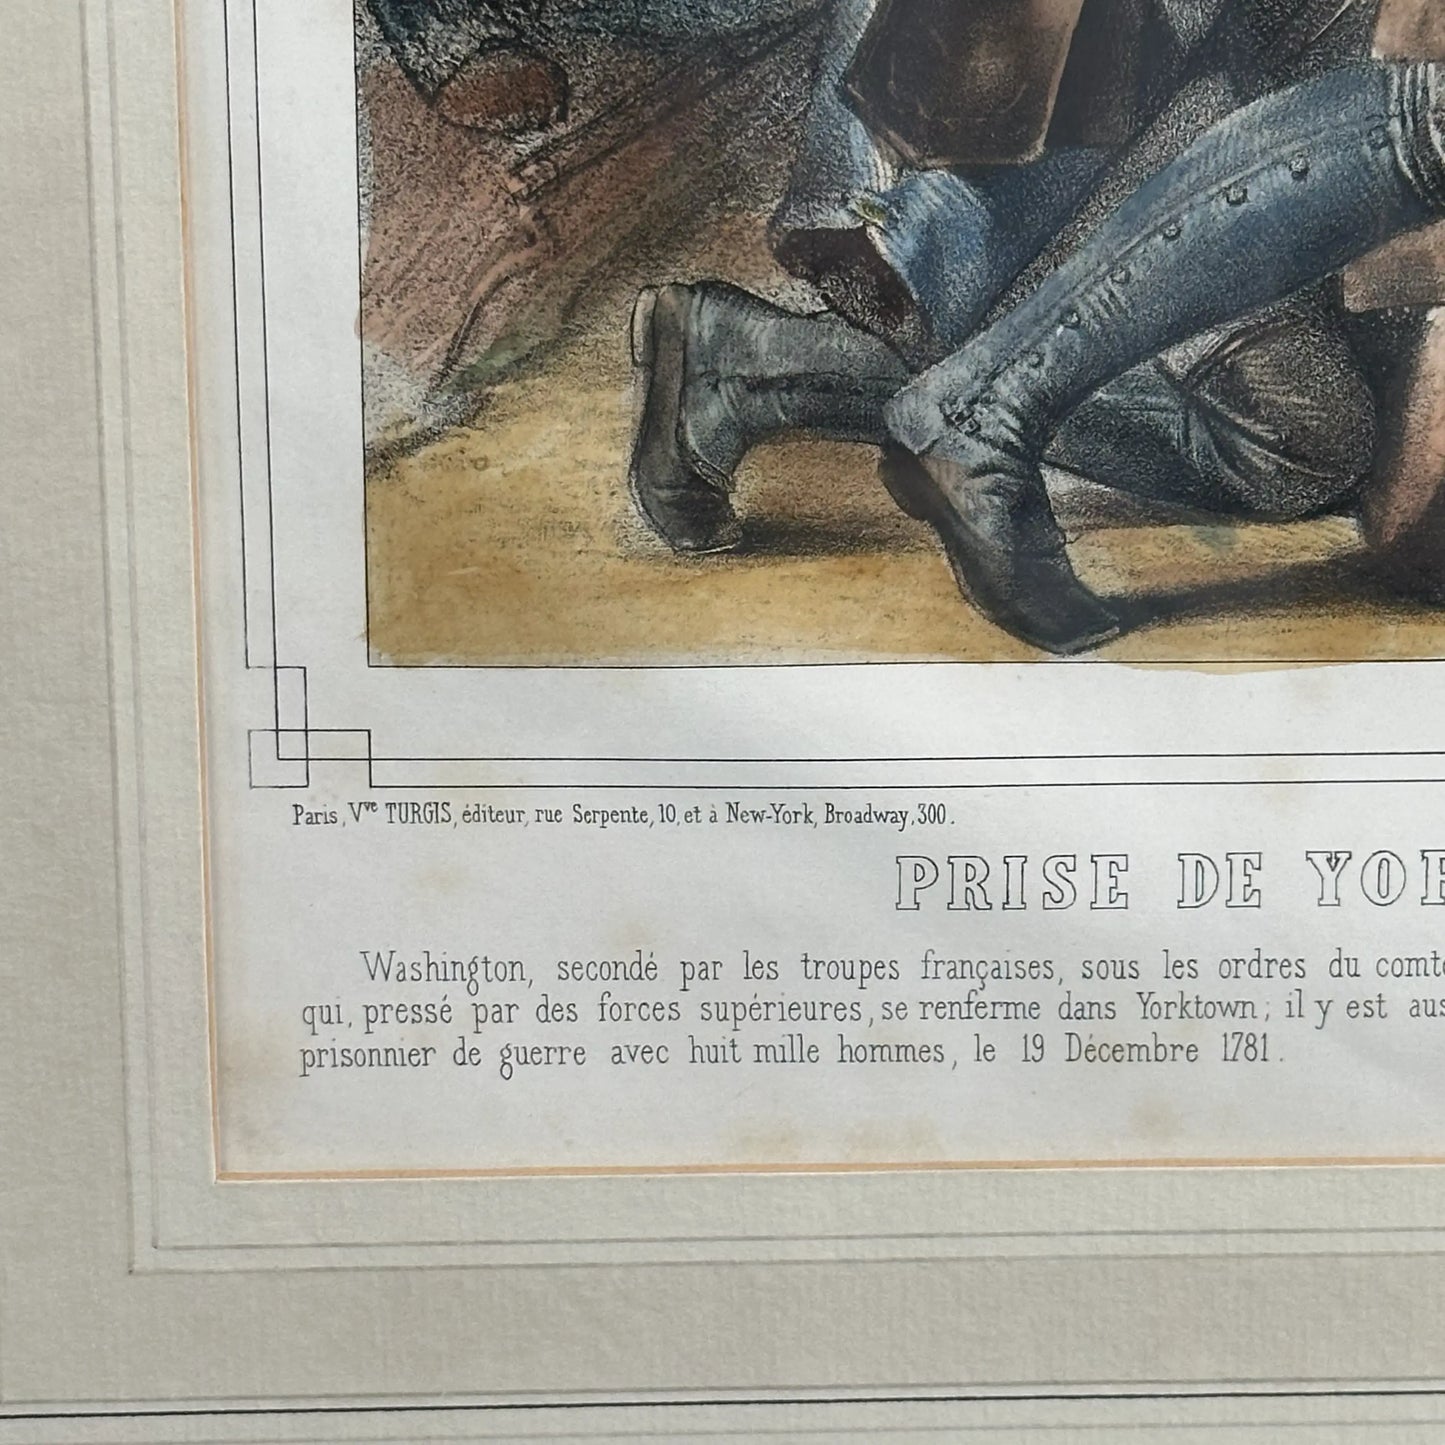 Paris, Vve TURGIS, éditeur, rue Serpente, 10, et à New-York, Broadway, 300.
PRISE DE
Washington, secondé par les troupes françaises, sous les ordres du comte
qui, pressé par des forces supérieures, se renferme dans Yorktown; il y est
prisonnier de guerre avec huit mille hommes, le 19 Décembre 1781.